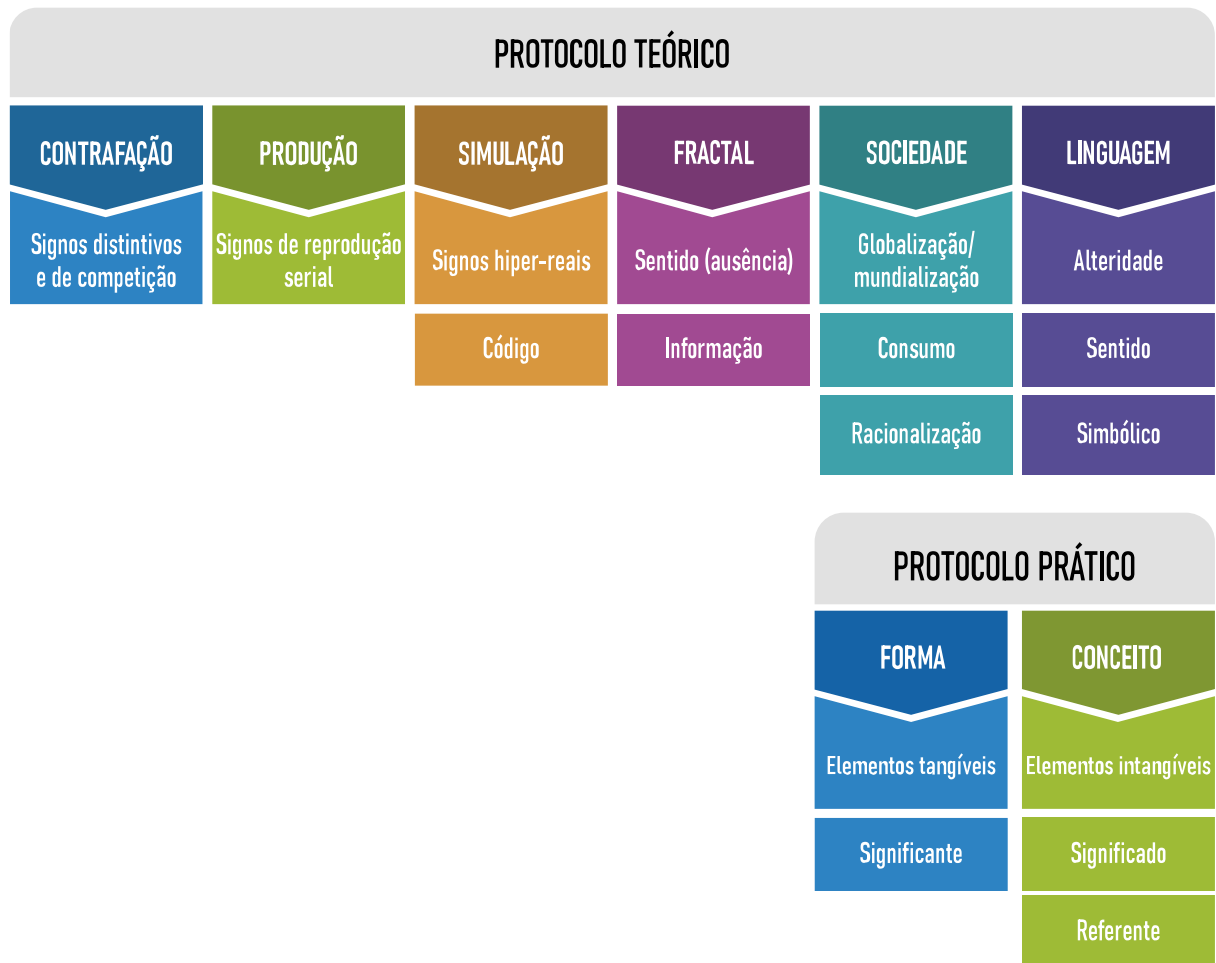 PROTOCOLO TEÓRICO
CONTRAFAÇÃO
PRODUÇÃO
SIMULAÇÃO
FRACTAL
SOCIEDADE
LINGUAGEM
Signos distintivos
e de competição
Signos de reprodução
serial
Signos hiper-reais
Sentido (ausência)
Globalização/
mundialização
Alteridade
Código
Informação
Consumo
Sentido
Racionalização
Simbólico
PROTOCOLO PRÁTICO
FORMA
CONCEITO
Elementos tangíveis
Elementos intangíveis
Significante
Significado
Referente